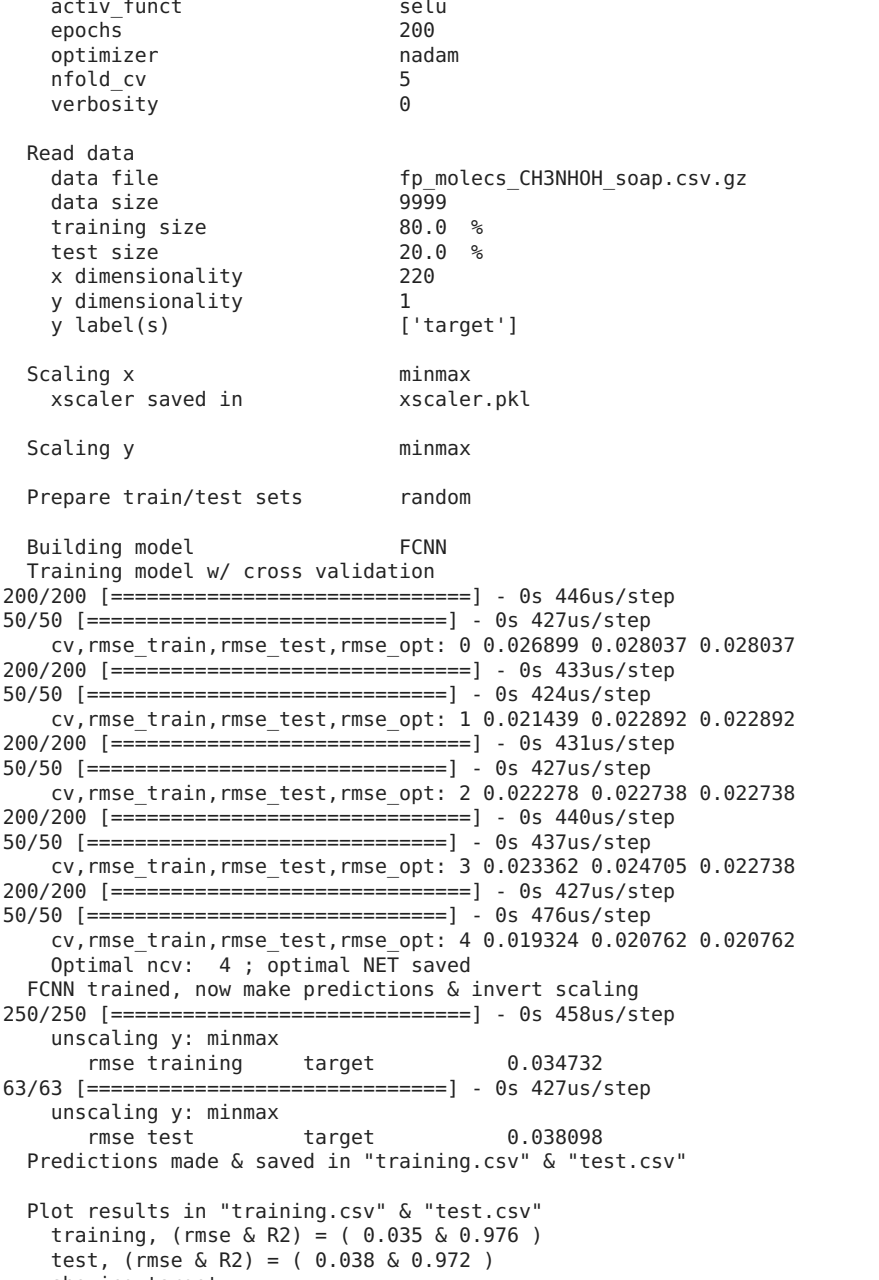 activ_funct selu
epochs 200
optimizer nadam
nfold_cv 5
verbosity 0
Read data
data file fp_molecs_CH3NHOH_soap.csv.gz
data size 9999
training size 80.0 %
test size 20.0 %
x dimensionality 220
y dimensionality 1
y label(s) ['target']
Scaling x minmax
xscaler saved in xscaler.pkl
Scaling y minmax
Prepare train/test sets random
Building model FCNN
Training model w/ cross validation
200/200 [==============================] - 0s 446us/step
50/50 [==============================] - 0s 427us/step
cv,rmse_train,rmse_test,rmse_opt: 0 0.026899 0.028037 0.028037
200/200 [==============================] - 0s 433us/step
50/50 [==============================] - 0s 424us/step
cv,rmse_train,rmse_test,rmse_opt: 1 0.021439 0.022892 0.022892
200/200 [==============================] - 0s 431us/step
50/50 [==============================] - 0s 427us/step
cv,rmse_train,rmse_test,rmse_opt: 2 0.022278 0.022738 0.022738
200/200 [==============================] - 0s 440us/step
50/50 [==============================] - 0s 437us/step
cv,rmse_train,rmse_test,rmse_opt: 3 0.023362 0.024705 0.022738
200/200 [==============================] - 0s 427us/step
50/50 [==============================] - 0s 476us/step
cv,rmse_train,rmse_test,rmse_opt: 4 0.019324 0.020762 0.020762
Optimal ncv: 4 ; optimal NET saved
FCNN trained, now make predictions & invert scaling
250/250 [==============================] - 0s 458us/step
unscaling y: minmax
rmse training target 0.034732
63/63 [==============================] - 0s 427us/step
unscaling y: minmax
rmse test target 0.038098
Predictions made & saved in "training.csv" & "test.csv"
Plot results in "training.csv" & "test.csv"
training, (rmse & R2) = ( 0.035 & 0.976 )
test, (rmse & R2) = ( 0.038 & 0.972 )